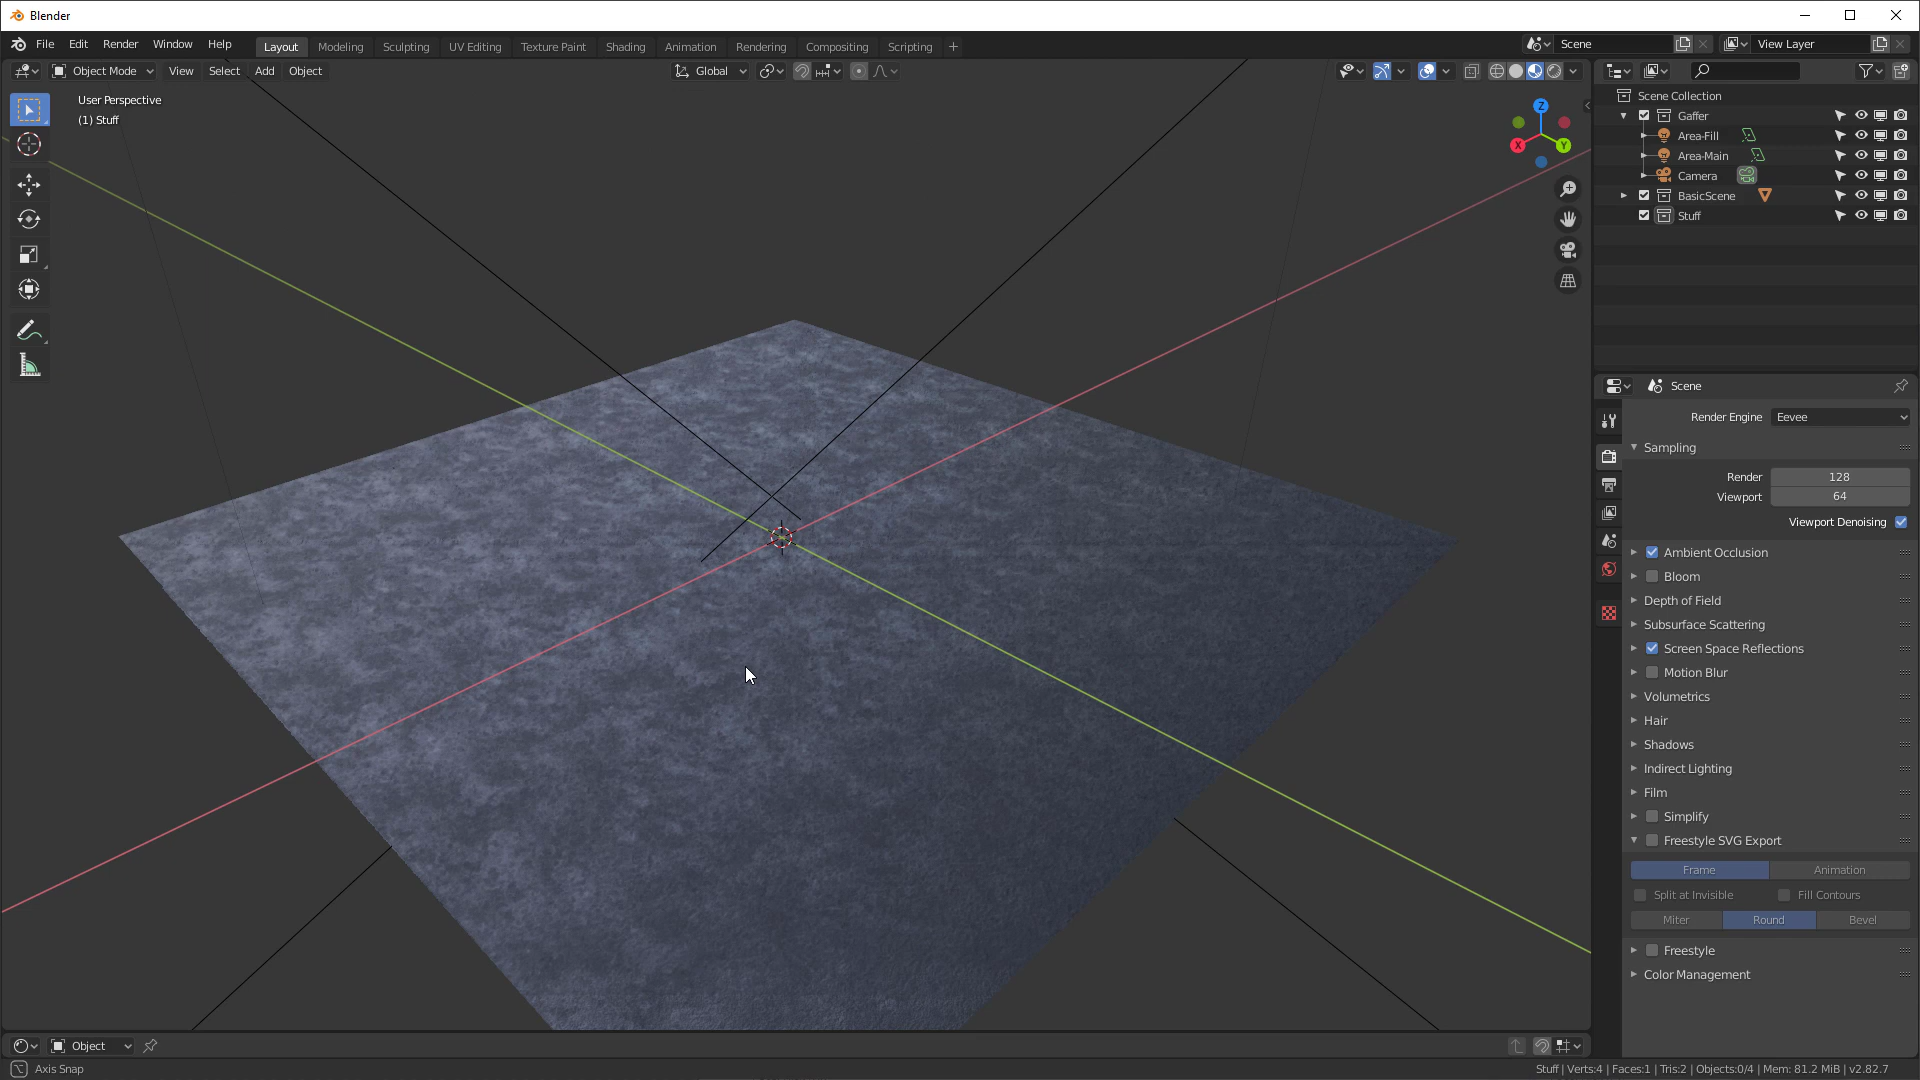 Blender
File Edit Render Window Help Layout Modeling Sculpting UV Editing Texture Paint Shading Animation Rendering Compositing Scripting + Scene View Layer
Object Mode View Select Add Object Global
User Perspective
(1) Stuff
Z
X Y
Scene Collection
Gaffer
Area-Fill
Area-Main
Camera
BasicScene
Stuff
Scene
Render Engine Eevee
Sampling
Render 128
Viewport 64
Viewport Denoising
Ambient Occlusion
Bloom
Depth of Field
Subsurface Scattering
Screen Space Reflections
Motion Blur
Volumetrics
Hair
Shadows
Indirect Lighting
Film
Simplify
Freestyle SVG Export
Frame Animation
Split at Invisible Fill Contours
Miter Round Bevel
Freestyle
Color Management
Object
Axis Snap
Stuff | Verts:4 | Faces:1 | Tris:2 | Objects:0/4 | Mem: 81.2 MiB | v2.82.7